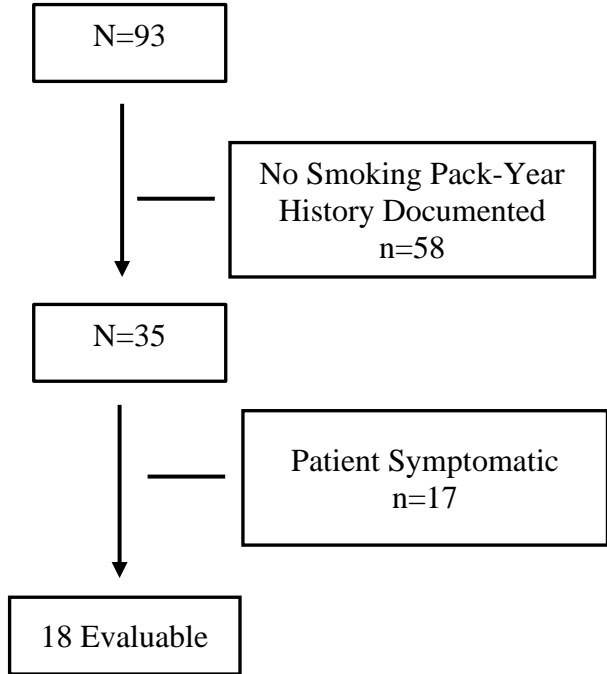 N=93
No Smoking Pack-Year
History Documented
n=58
N=35
Patient Symptomatic
n=17
18 Evaluable